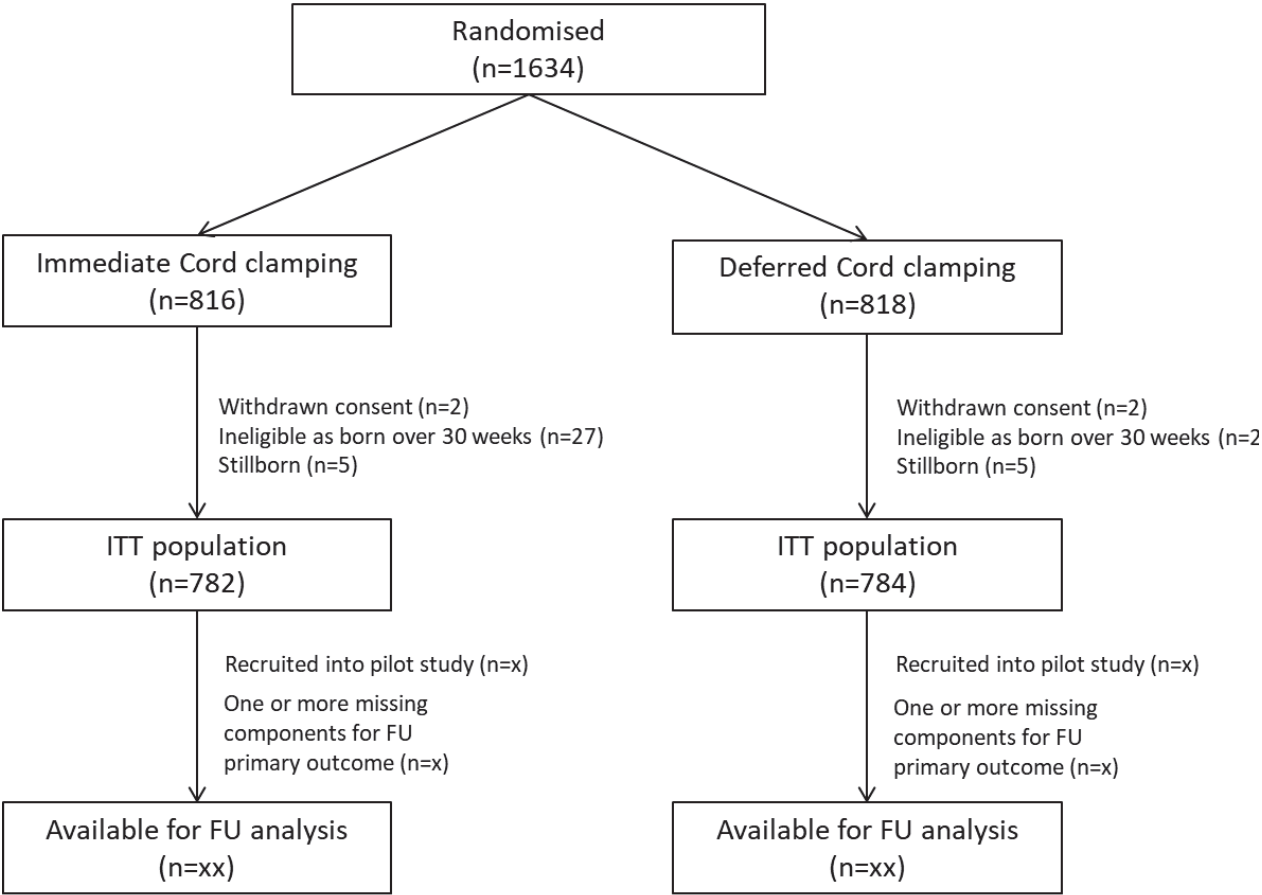 Randomised
(n=1634)
Immediate Cord clamping
(n=816)
Deferred Cord clamping
(n=818)
Withdrawn consent (n=2)
Ineligible as born over 30 weeks (n=27)
Stillborn (n=5)
Withdrawn consent (n=2)
Ineligible as born over 30 weeks (n=2
Stillborn (n=5)
ITT population
(n=782)
ITT population
(n=784)
Recruited into pilot study (n=x)
One or more missing
components for FU
primary outcome (n=x)
Recruited into pilot study (n=x)
One or more missing
components for FU
primary outcome (n=x)
Available for FU analysis
(n=xx)
Available for FU analysis
(n=xx)